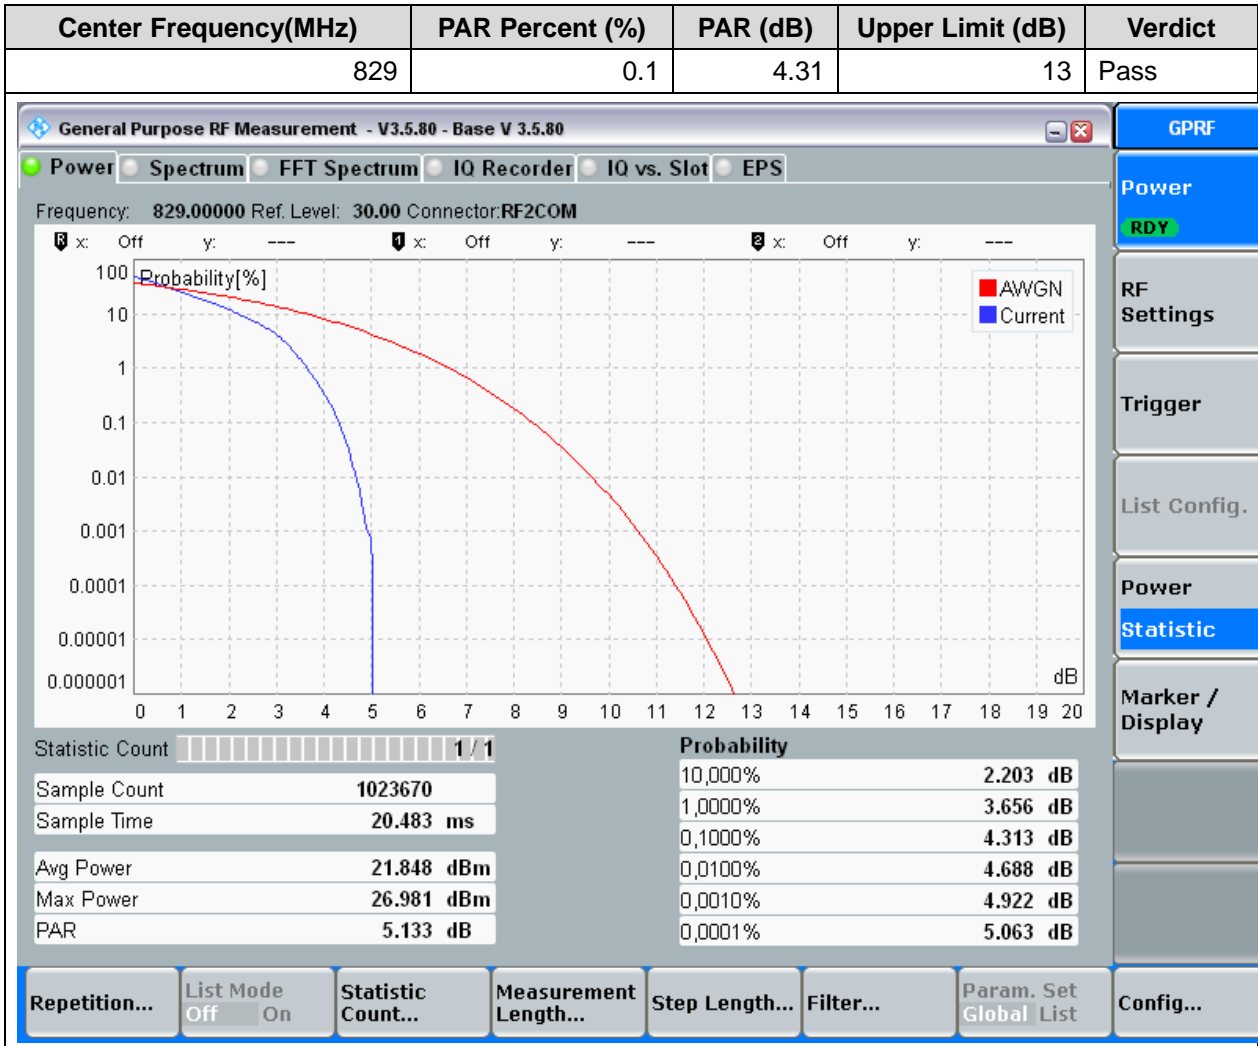 Center Frequency(MHz) PAR Percent (%) PAR (dB) Upper Limit (dB) Verdict
829 0.1 4.31 13 Pass
General Purpose RF Measurement - V3.5.80 - Base V 3.5.80
GPRF
Power Spectrum FFT Spectrum IQ Recorder IQ vs. Slot EPS
Frequency: 829.00000 Ref. Level: 30.00 Connector:RF2COM
R x: Off y: --- 1 x: Off y: --- 2 x: Off y: ---
Probability[%]
100
10
1
0.1
0.01
0.001
0.0001
0.00001
0.000001
AWGN
Current
dB
0 1 2 3 4 5 6 7 8 9 10 11 12 13 14 15 16 17 18 19 20
Statistic Count 1 / 1
Sample Count 1023670
Sample Time 20.483 ms
Avg Power 21.848 dBm
Max Power 26.981 dBm
PAR 5.133 dB
Probability
10,000% 2.203 dB
1,0000% 3.656 dB
0,1000% 4.313 dB
0,0100% 4.688 dB
0,0010% 4.922 dB
0,0001% 5.063 dB
Power
RDY
RF
Settings
Trigger
List Config.
Power
Statistic
Marker /
Display
Repetition...
List Mode
Off On
Statistic
Count...
Measurement
Length...
Step Length...
Filter...
Param. Set
Global List
Config...